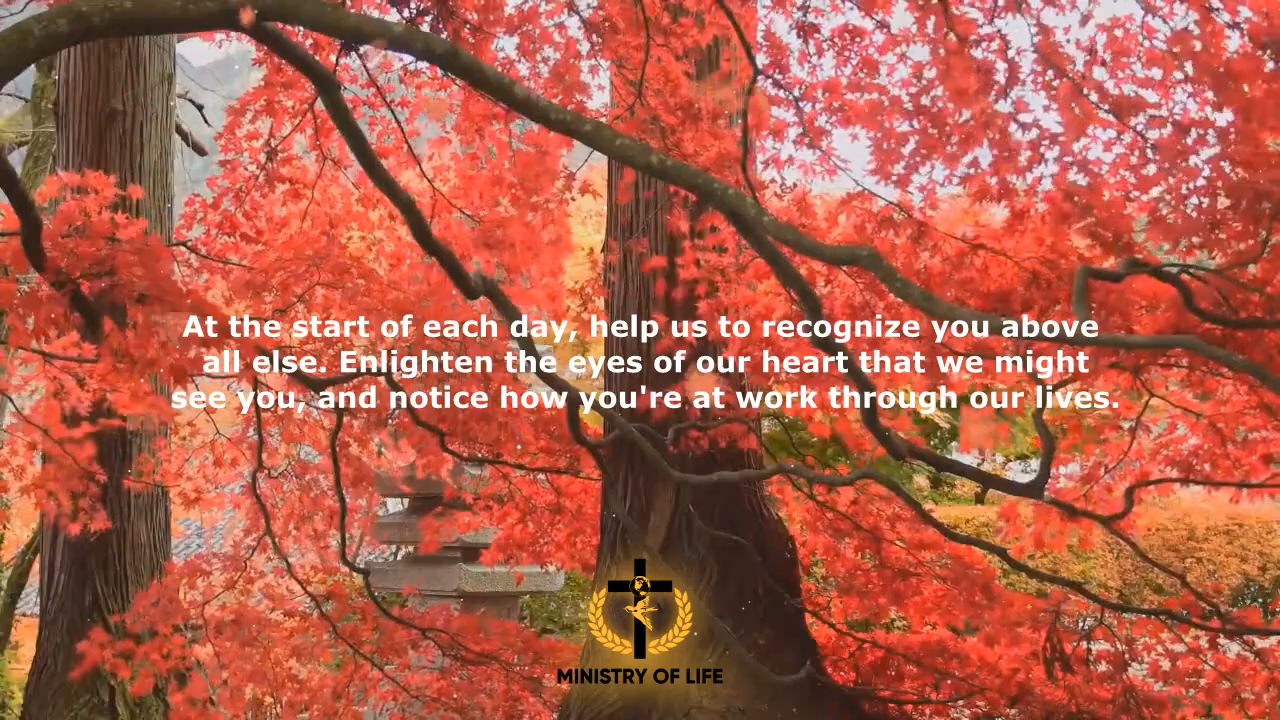 At the start of each day, help us to recognize you above
all else. Enlighten the eyes of our heart that we might
see you, and notice how you're at work through our lives.
MINISTRY OF LIFE